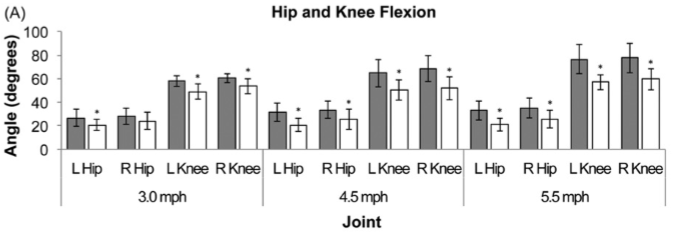 (A) Hip and Knee Flexion
Angle (degrees)
100
80
60
40
20
0
* * * * * * * * * * *
L Hip R Hip L Knee R Knee L Hip R Hip L Knee R Knee L Hip R Hip L Knee R Knee
3.0 mph 4.5 mph 5.5 mph
Joint